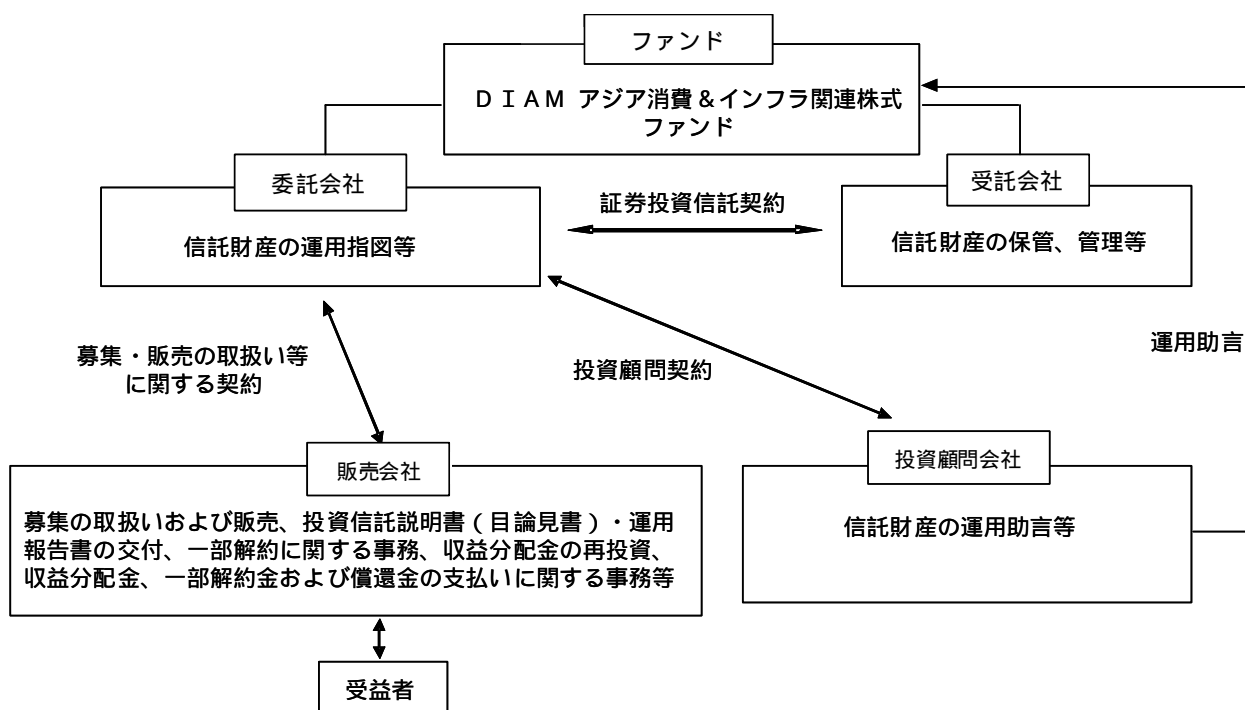 ファンド
ＤＩＡＭ アジア消費＆インフラ関連株式
ファンド
委託会社
信託財産の運用指図等
証券投資信託契約
受託会社
信託財産の保管、管理等
募集・販売の取扱い等
に関する契約
投資顧問契約
運用助言
販売会社
募集の取扱いおよび販売、投資信託説明書（目論見書）・運用
報告書の交付、一部解約に関する事務、収益分配金の再投資、
収益分配金、一部解約金および償還金の支払いに関する事務等
投資顧問会社
信託財産の運用助言等
受益者